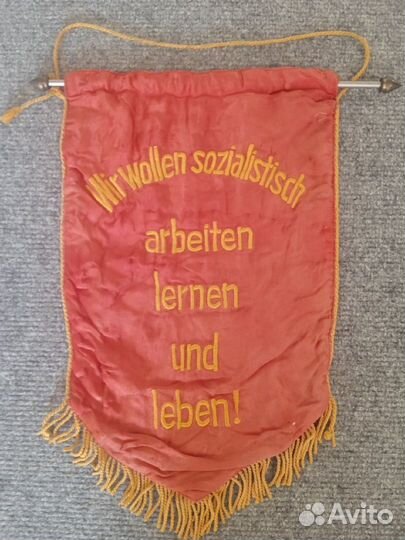 Wir wollen sozialistisch
arbeiten
lernen
und
leben!
Avito